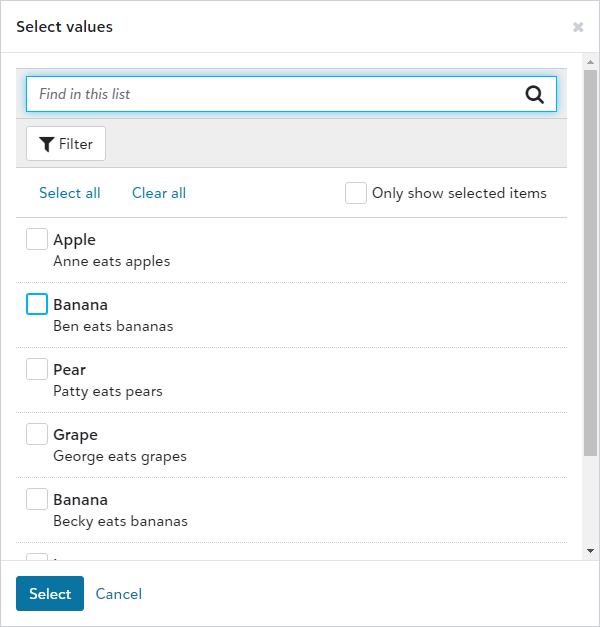 Select values
Find in this list
Filter
Select all Clear all Only show selected items
Apple
Anne eats apples
Banana
Ben eats bananas
Pear
Patty eats pears
Grape
George eats grapes
Banana
Becky eats bananas
Select Cancel